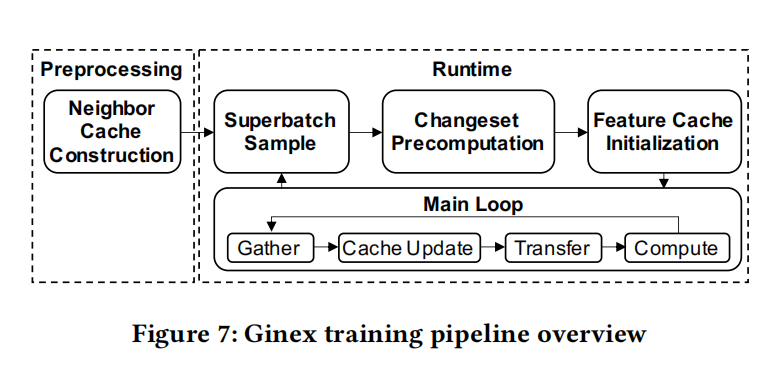 Preprocessing
Runtime
Neighbor
Cache
Construction
Superbatch
Sample
Changeset
Precomputation
Feature Cache
Initialization
Main Loop
Gather
Cache Update
Transfer
Compute
Figure 7: Ginex training pipeline overview